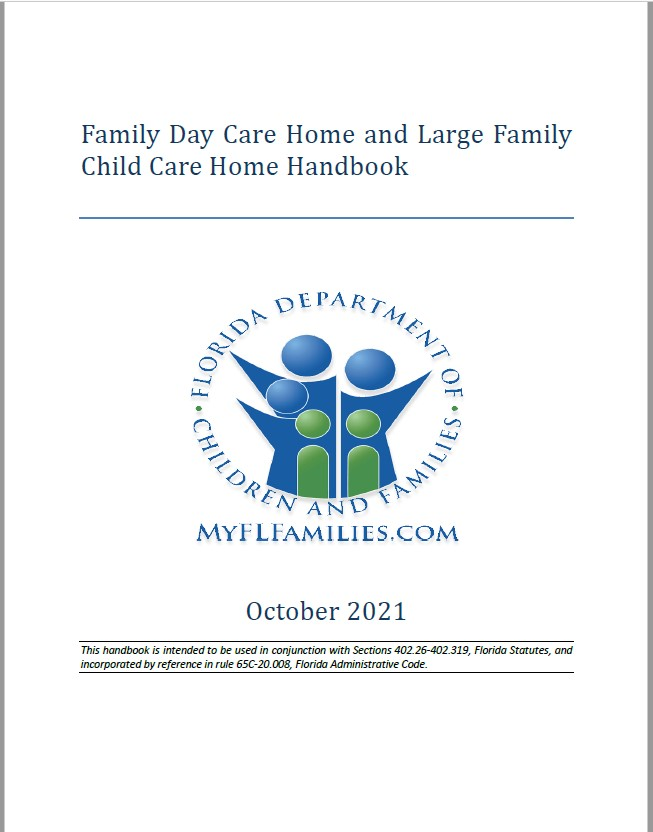 Family Day Care Home and Large Family
Child Care Home Handbook
FLORIDA DEPARTMENT OF
CHILDREN AND FAMILIES
MYFLFAMILIES.COM
October 2021
This handbook is intended to be used in conjunction with Sections 402.26-402.319, Florida Statutes, and
incorporated by reference in rule 65C-20.008, Florida Administrative Code.